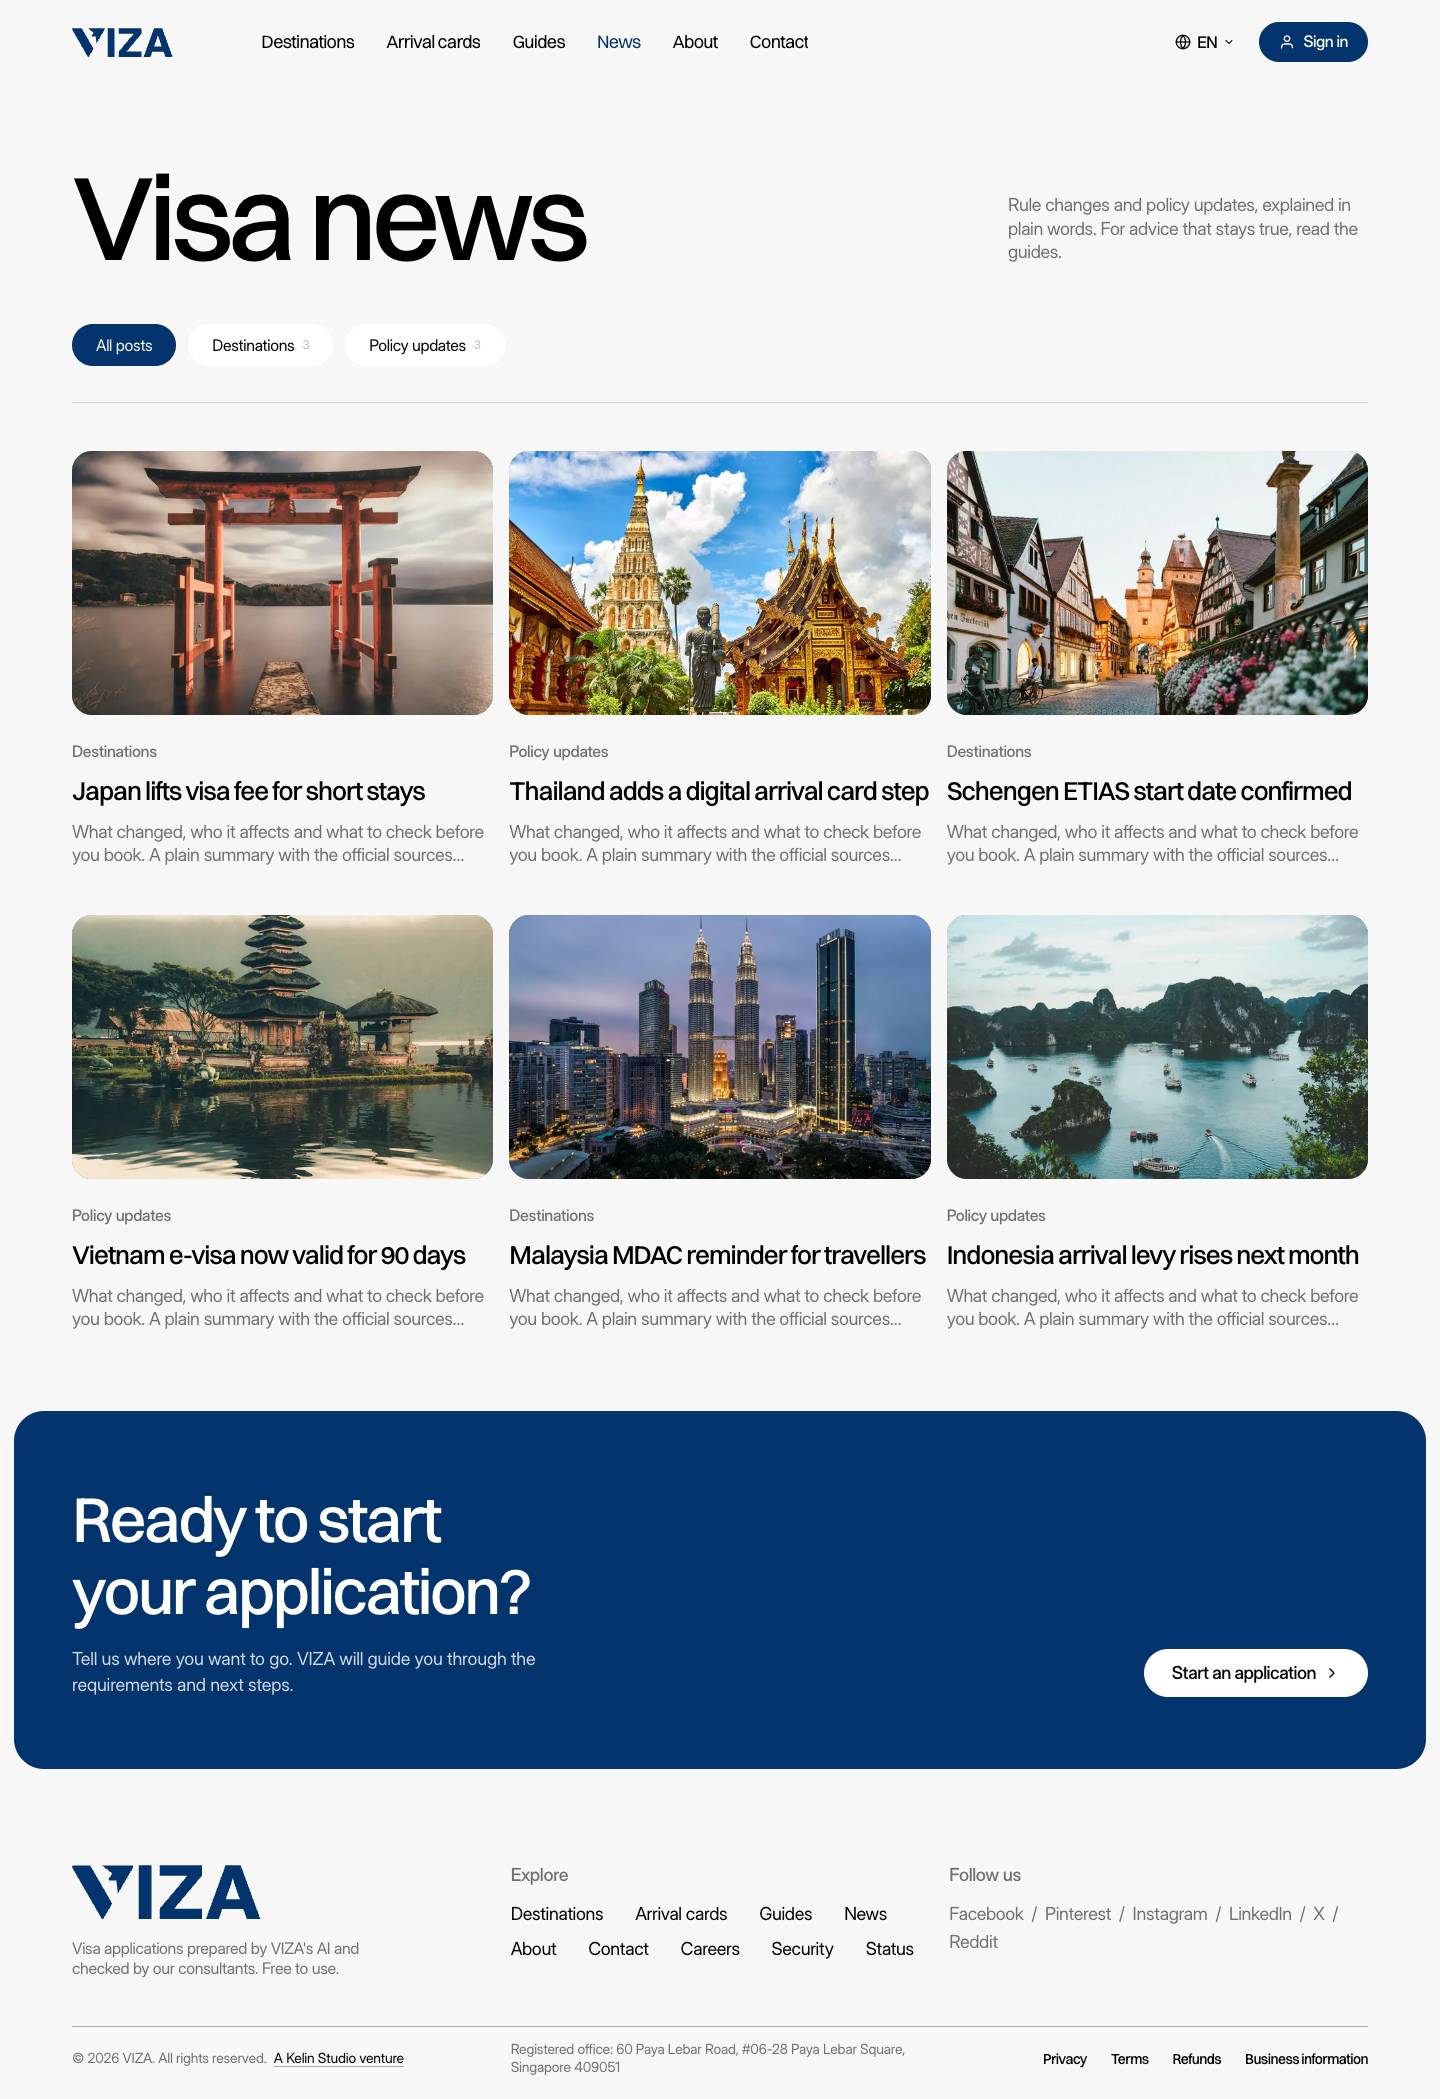 VIZA
Destinations
Arrival cards
Guides
News
About
Contact
EN
Sign in
Visa news
Rule changes and policy updates, explained in
plain words. For advice that stays true, read the
guides.
All posts
Destinations 3
Policy updates 3
Destinations
Japan lifts visa fee for short stays
What changed, who it affects and what to check before
you book. A plain summary with the official sources...
Policy updates
Thailand adds a digital arrival card step
What changed, who it affects and what to check before
you book. A plain summary with the official sources...
Destinations
Schengen ETIAS start date confirmed
What changed, who it affects and what to check before
you book. A plain summary with the official sources...
Policy updates
Vietnam e-visa now valid for 90 days
What changed, who it affects and what to check before
you book. A plain summary with the official sources...
Destinations
Malaysia MDAC reminder for travellers
What changed, who it affects and what to check before
you book. A plain summary with the official sources...
Policy updates
Indonesia arrival levy rises next month
What changed, who it affects and what to check before
you book. A plain summary with the official sources...
Ready to start
your application?
Tell us where you want to go. VIZA will guide you through the
requirements and next steps.
Start an application
VIZA
Visa applications prepared by VIZA's AI and
checked by our consultants. Free to use.
Explore
Destinations Arrival cards Guides News
About Contact Careers Security Status
Follow us
Facebook / Pinterest / Instagram / LinkedIn / X /
Reddit
© 2026 VIZA. All rights reserved. A Kelin Studio venture
Registered office: 60 Paya Lebar Road, #06-28 Paya Lebar Square,
Singapore 409051
Privacy Terms Refunds Business information